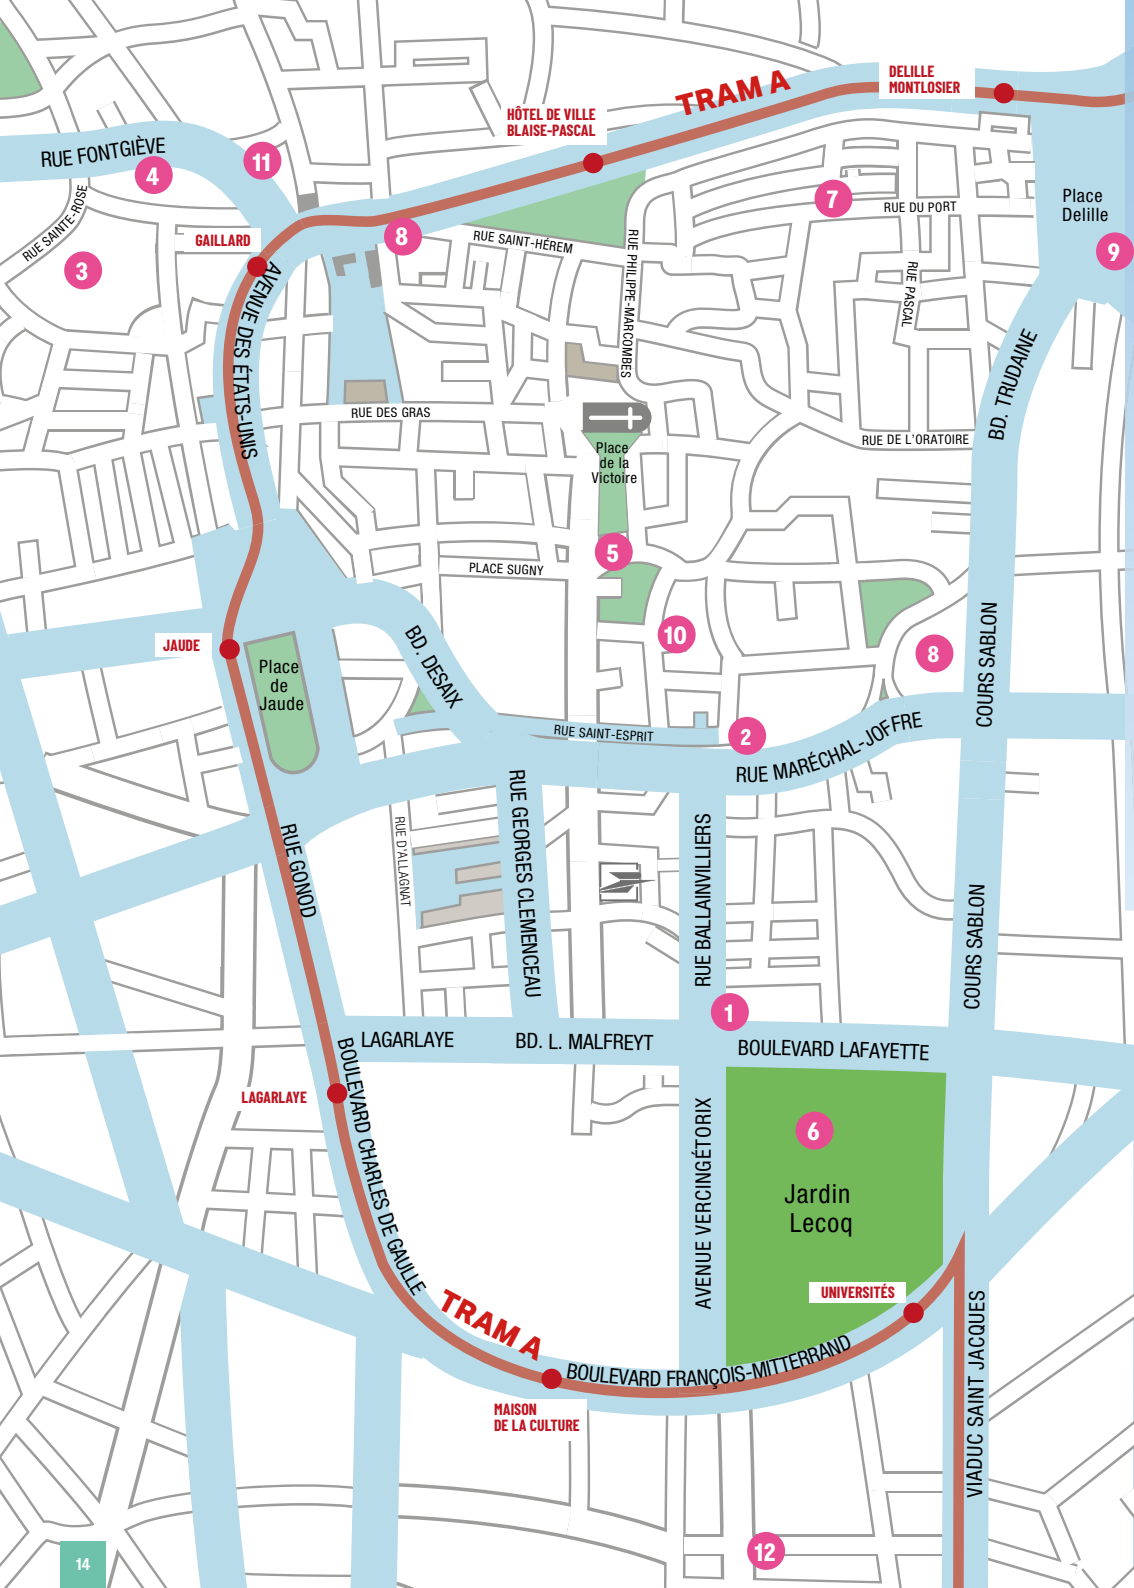 TRAM A
DELILLE
MONTLOSIER
HÔTEL DE VILLE
BLAISE-PASCAL
RUE FONTGIÈVE
11
4
RUE SAINTE-ROSE
7
RUE DU PORT
Place
Delille
GAILLARD
8
RUE SAINT-HÉREM
9
3
AVENUE DES ÉTATS-UNIS
RUE PHILIPPE-MARCOMBES
RUE PASCAL
BD. TRUDAINE
RUE DES GRAS
RUE DE L'ORATOIRE
Place
de la
Victoire
5
PLACE SUGNY
10
JAUDE
BD. DESAIX
8
Place
de
Jaude
COURS SABLON
RUE SAINT-ESPRIT
2
RUE MARÉCHAL-JOFFRE
RUE GONOD
RUE D'ALLAGNAT
RUE GEORGES CLEMENCEAU
RUE BALLAINVILLIERS
COURS SABLON
1
LAGARLAYE
BD. L. MALFREYT
BOULEVARD LAFAYETTE
LAGARLAYE
BOULEVARD CHARLES DE GAULLE
AVENUE VERCINGÉTORIX
6
Jardin
Lecoq
UNIVERSITÉS
TRAM A
BOULEVARD FRANÇOIS-MITTERRAND
VIADUC SAINT JACQUES
MAISON
DE LA CULTURE
12
14